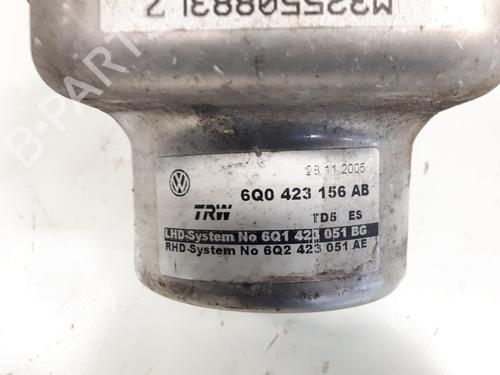 M32550883L7
28.11.2005
6Q0 423 156 AB
TRW
TD5 ES
LHD-System No 6Q1 423 051 BG
RHD-System No 6Q2 423 051 AE
B-PARTS